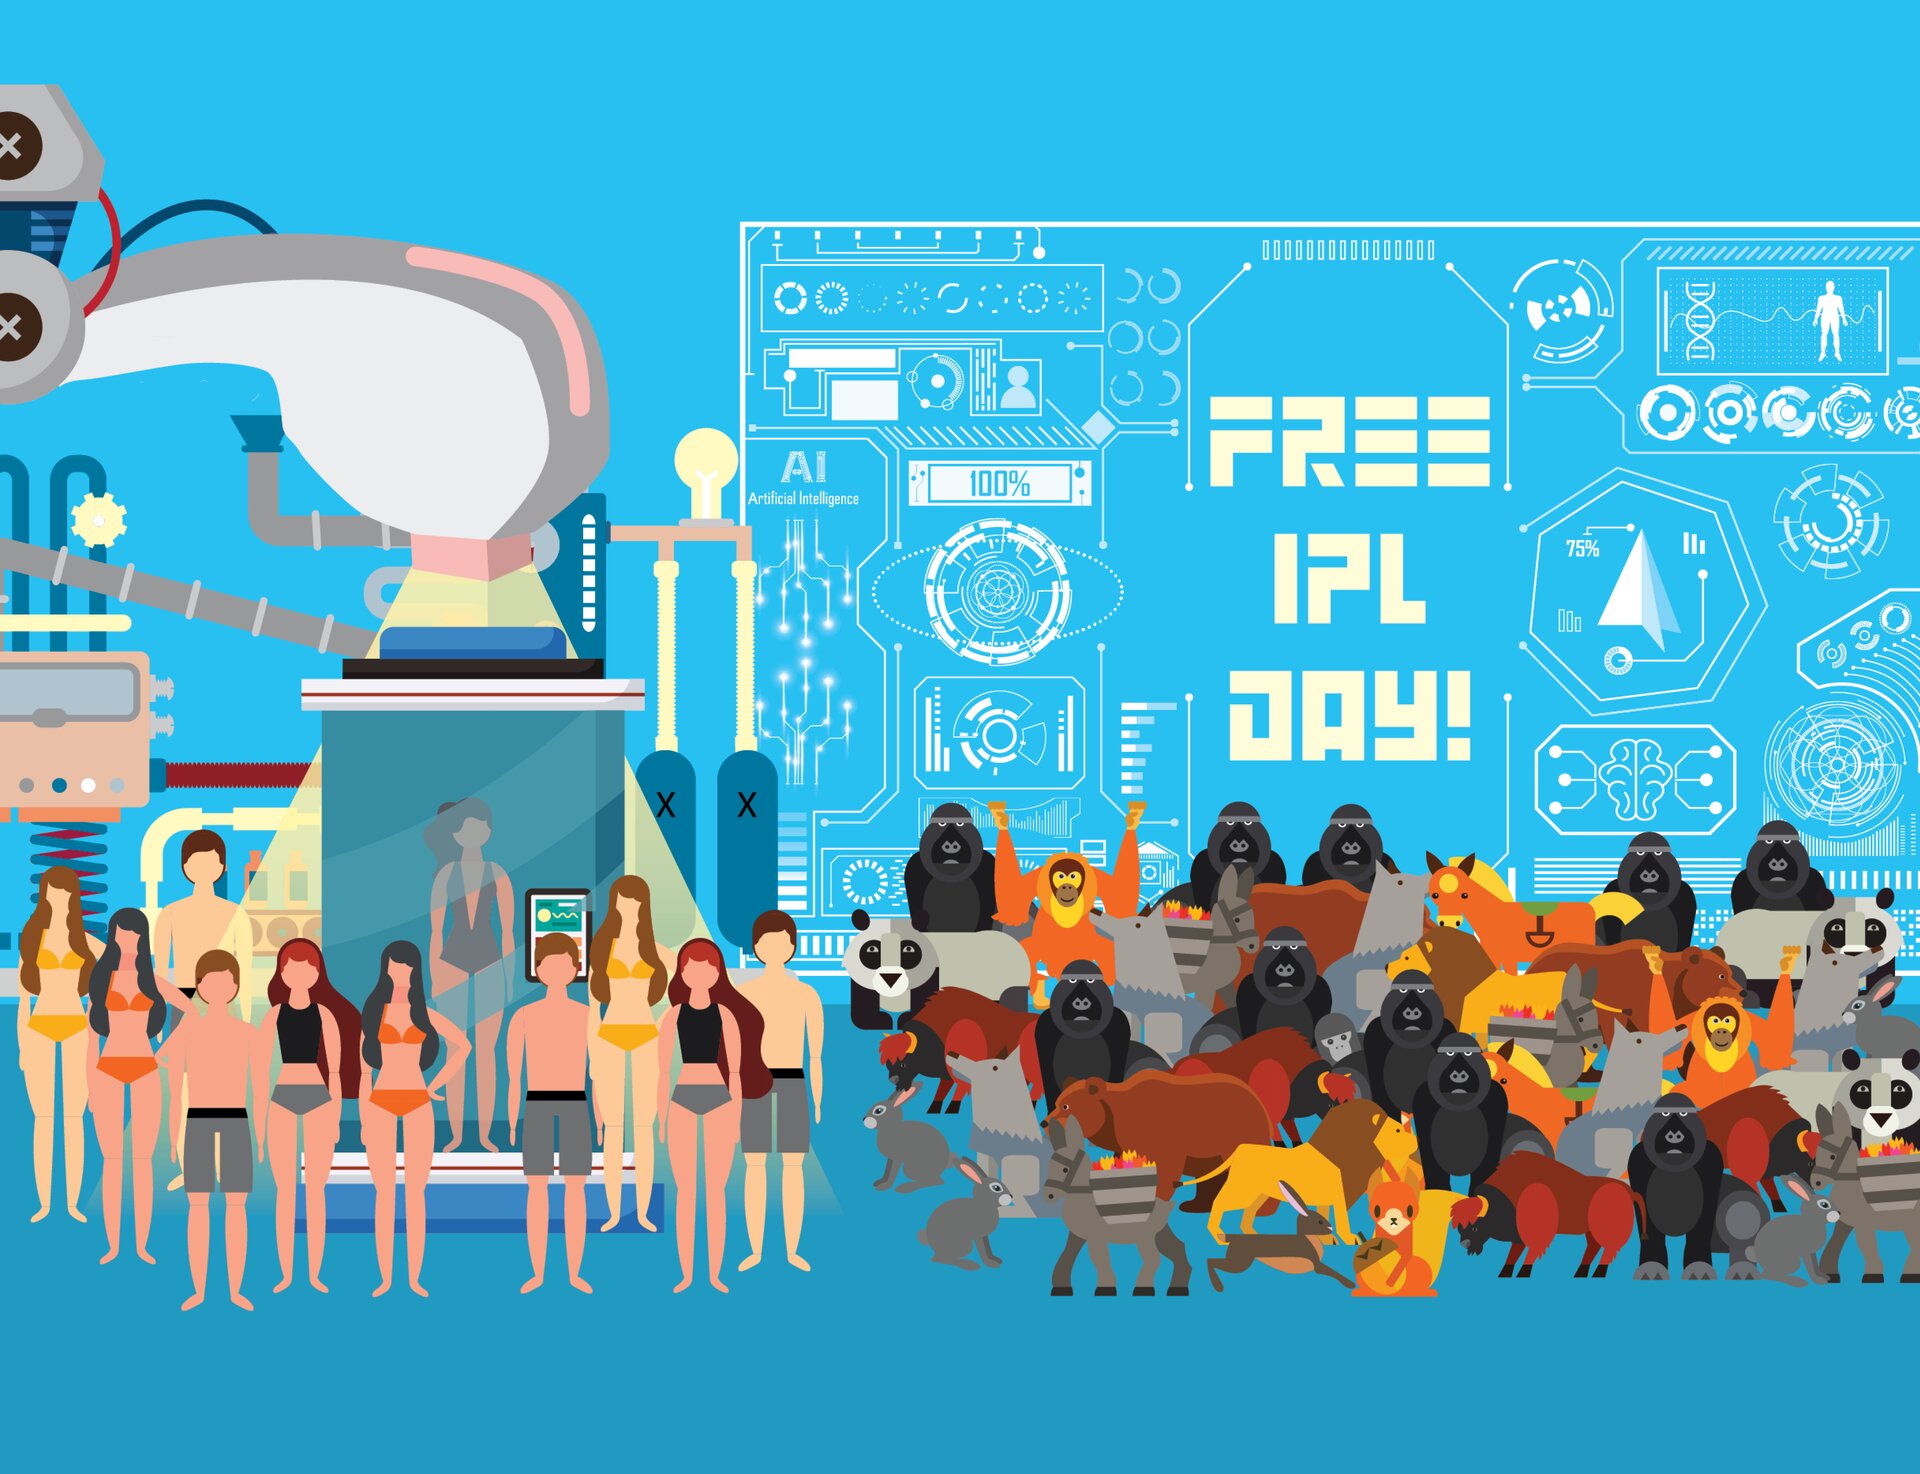 FREE
IPL
DAY!
AI
Artificial Intelligence
100%
75%
X X